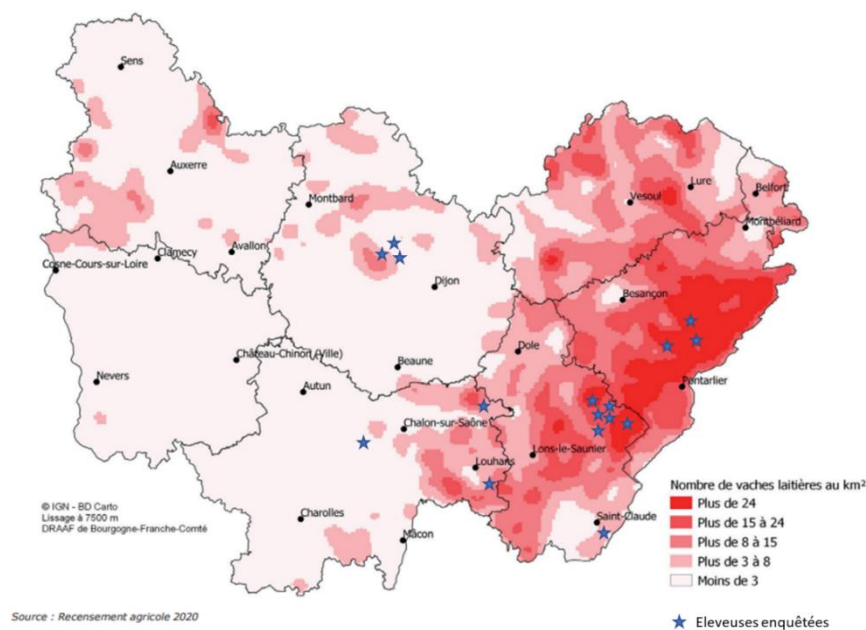 Sens
Auxerre
Montbard
Avallon
Clamecy
Cosne-Cours-sur-Loire
Dijon
Vesoul
Lure
Belfort
Montbéliard
Besançon
Château-Chinon (Ville)
Nevers
Beaune
Dole
Autun
Pontarlier
Chalon-sur-Saône
Louhans
Lons-le-Saunier
Charolles
Mâcon
Saint-Claude
© IGN - BD Carto
Lissage à 7500 m
DRAAF de Bourgogne-Franche-Comté
Nombre de vaches laitières au km²
Plus de 24
Plus de 15 à 24
Plus de 8 à 15
Plus de 3 à 8
Moins de 3
Source : Recensement agricole 2020
Eleveuses enquêtées